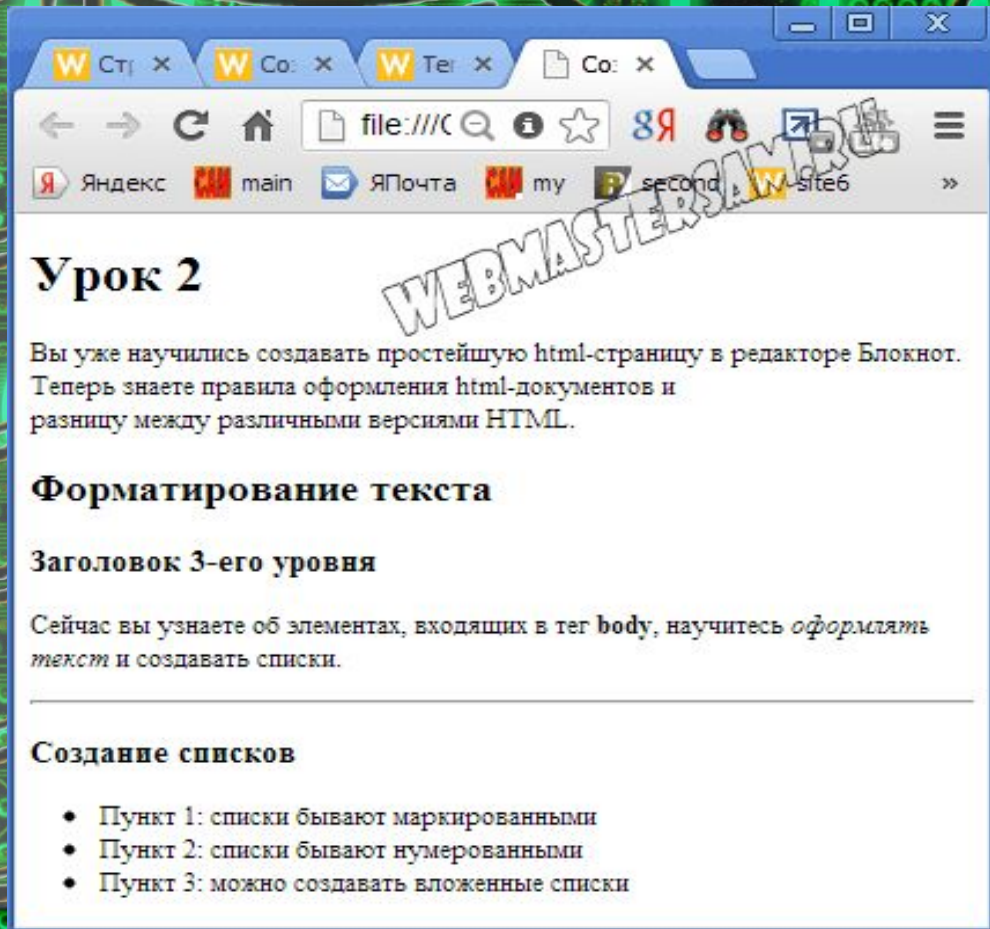 Ст
Со
Те
Со
file:///C
Яндекс
main
ЯПочта
my
second
site6
»
WEBMASTERSAM.RU
Урок 2
Вы уже научились создавать простейшую html-страницу в редакторе Блокнот.
Теперь знаете правила оформления html-документов и
разницу между различными версиями HTML.
Форматирование текста
Заголовок 3-его уровня
Сейчас вы узнаете об элементах, входящих в тег body, научитесь оформлять
текст и создавать списки.
Создание списков
• Пункт 1: списки бывают маркированными
• Пункт 2: списки бывают нумерованными
• Пункт 3: можно создавать вложенные списки